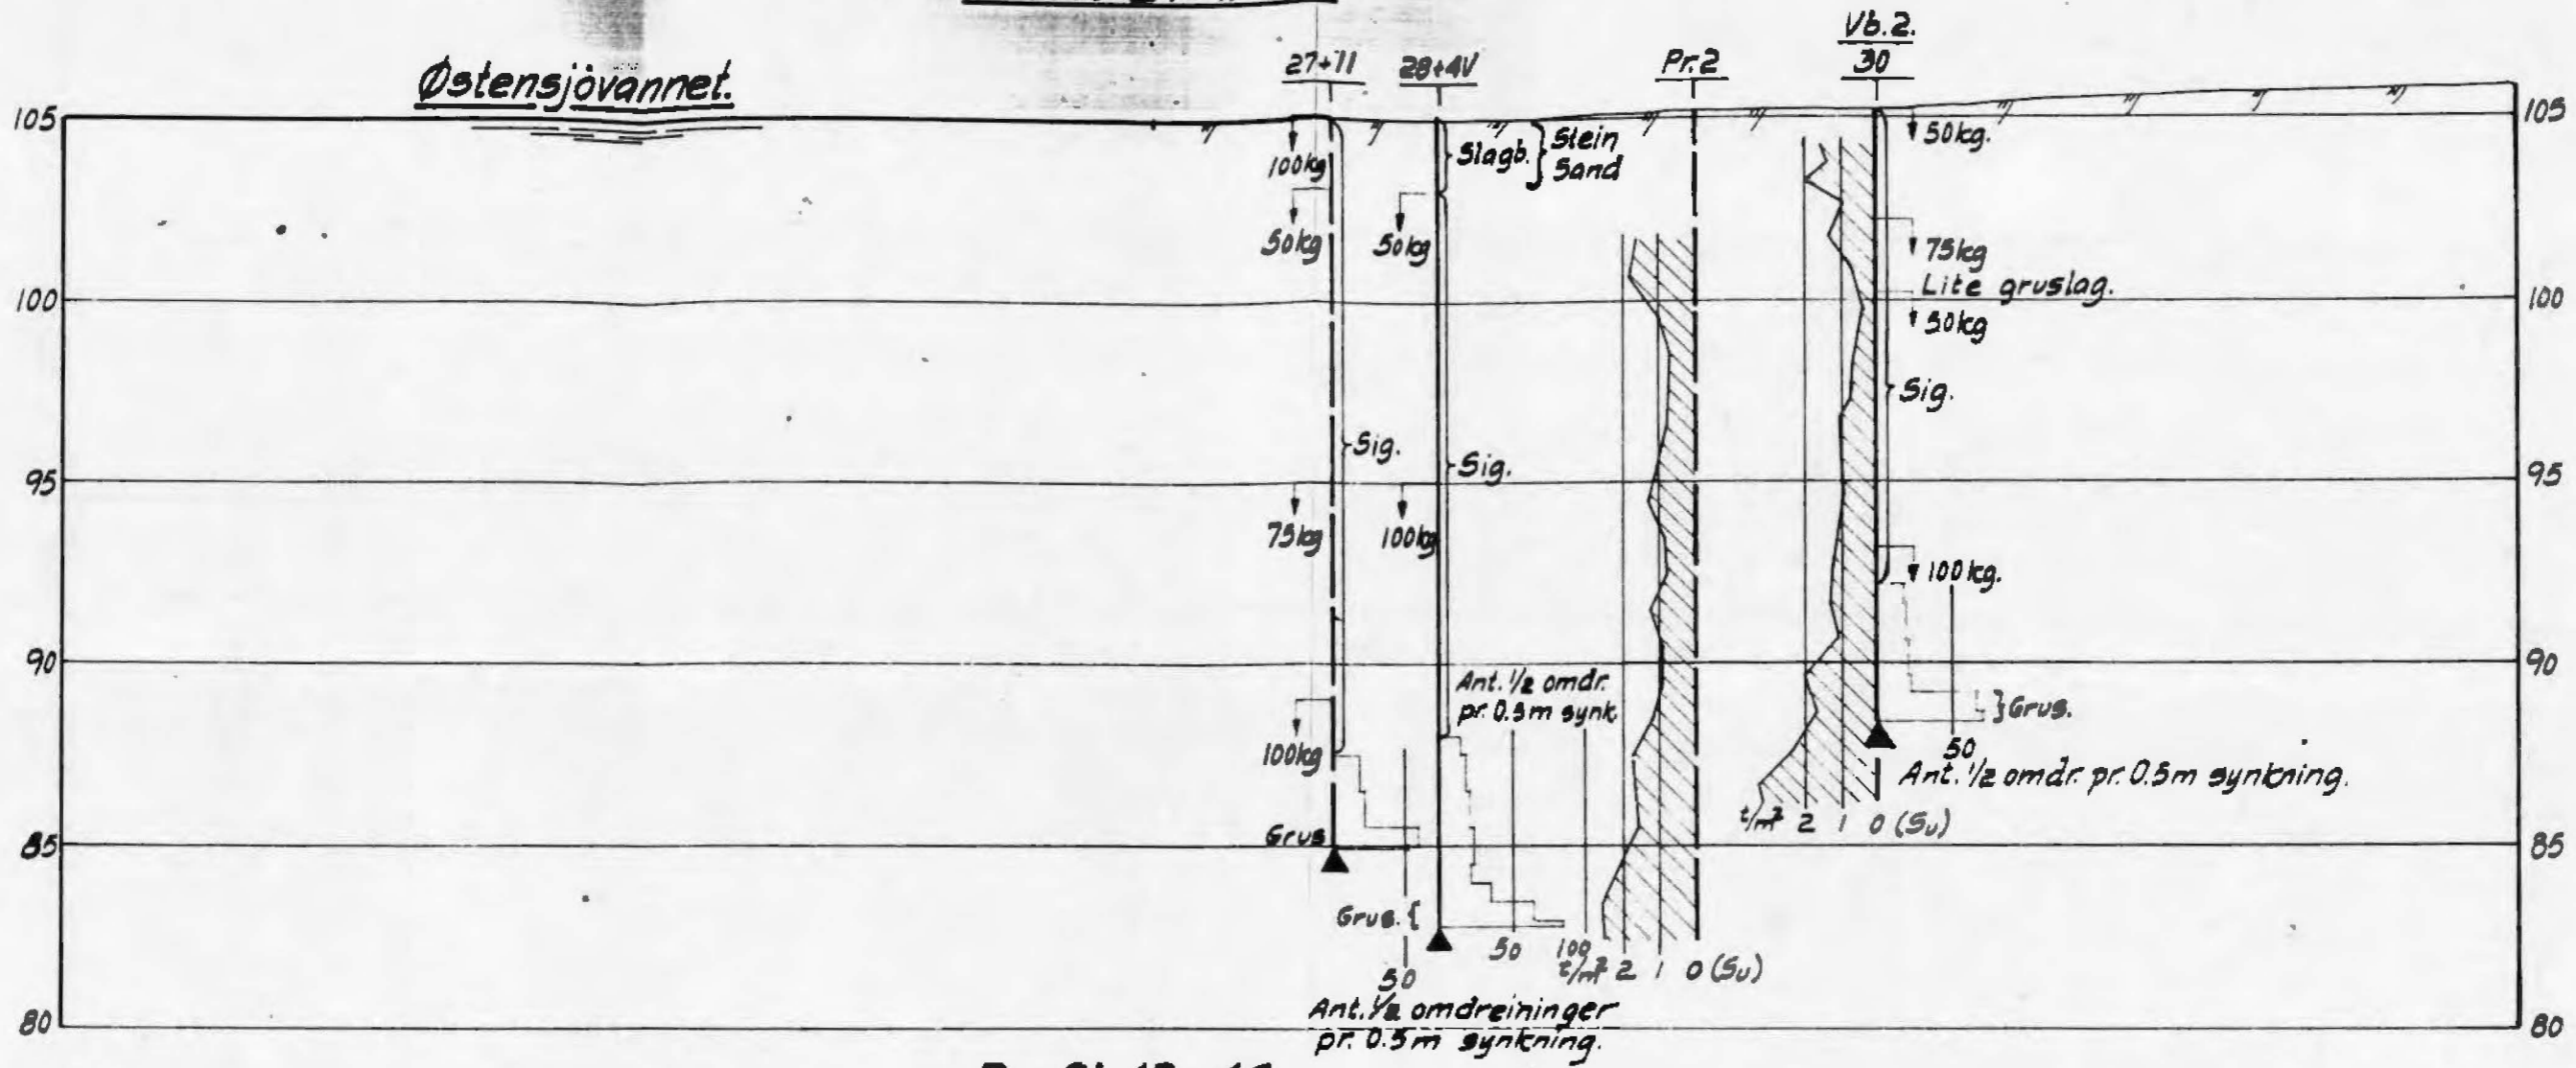 Østensjövannet.
27+11
28+4V
Pr.2
Vb.2.
30
105
105
100kg
Slagb.
Stein
Sand
50kg.
50kg
50kg
75kg
Lite gruslag.
100
100
50kg
Sig.
Sig.
Sig.
95
95
75kg
100kg
100kg.
90
90
Ant. 1/2 omdr.
pr. 0.5m synk.
Grus.
100kg
50
Ant. 1/2 omdr. pr. 0.5m synkning.
t/m² 2 1 0 (Su)
Grus
85
85
Grus.
50
100
t/m² 2 1 0 (Su)
50
Ant. 1/2 omdreininger
pr. 0.5m synkning.
80
80